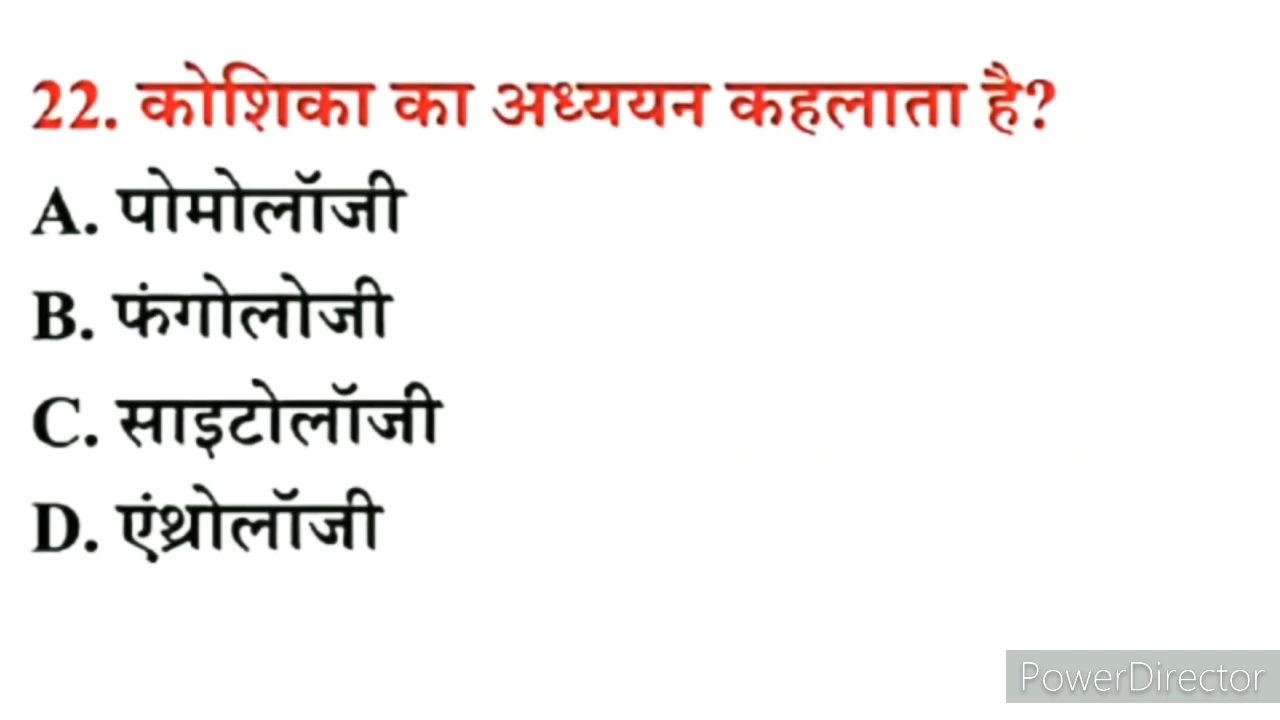 22. कोशिका का अध्ययन कहलाता है?
A. पोमोलॉजी
B. फंगोलोजी
C. साइटोलॉजी
D. एंथ्रोलॉजी
PowerDirector